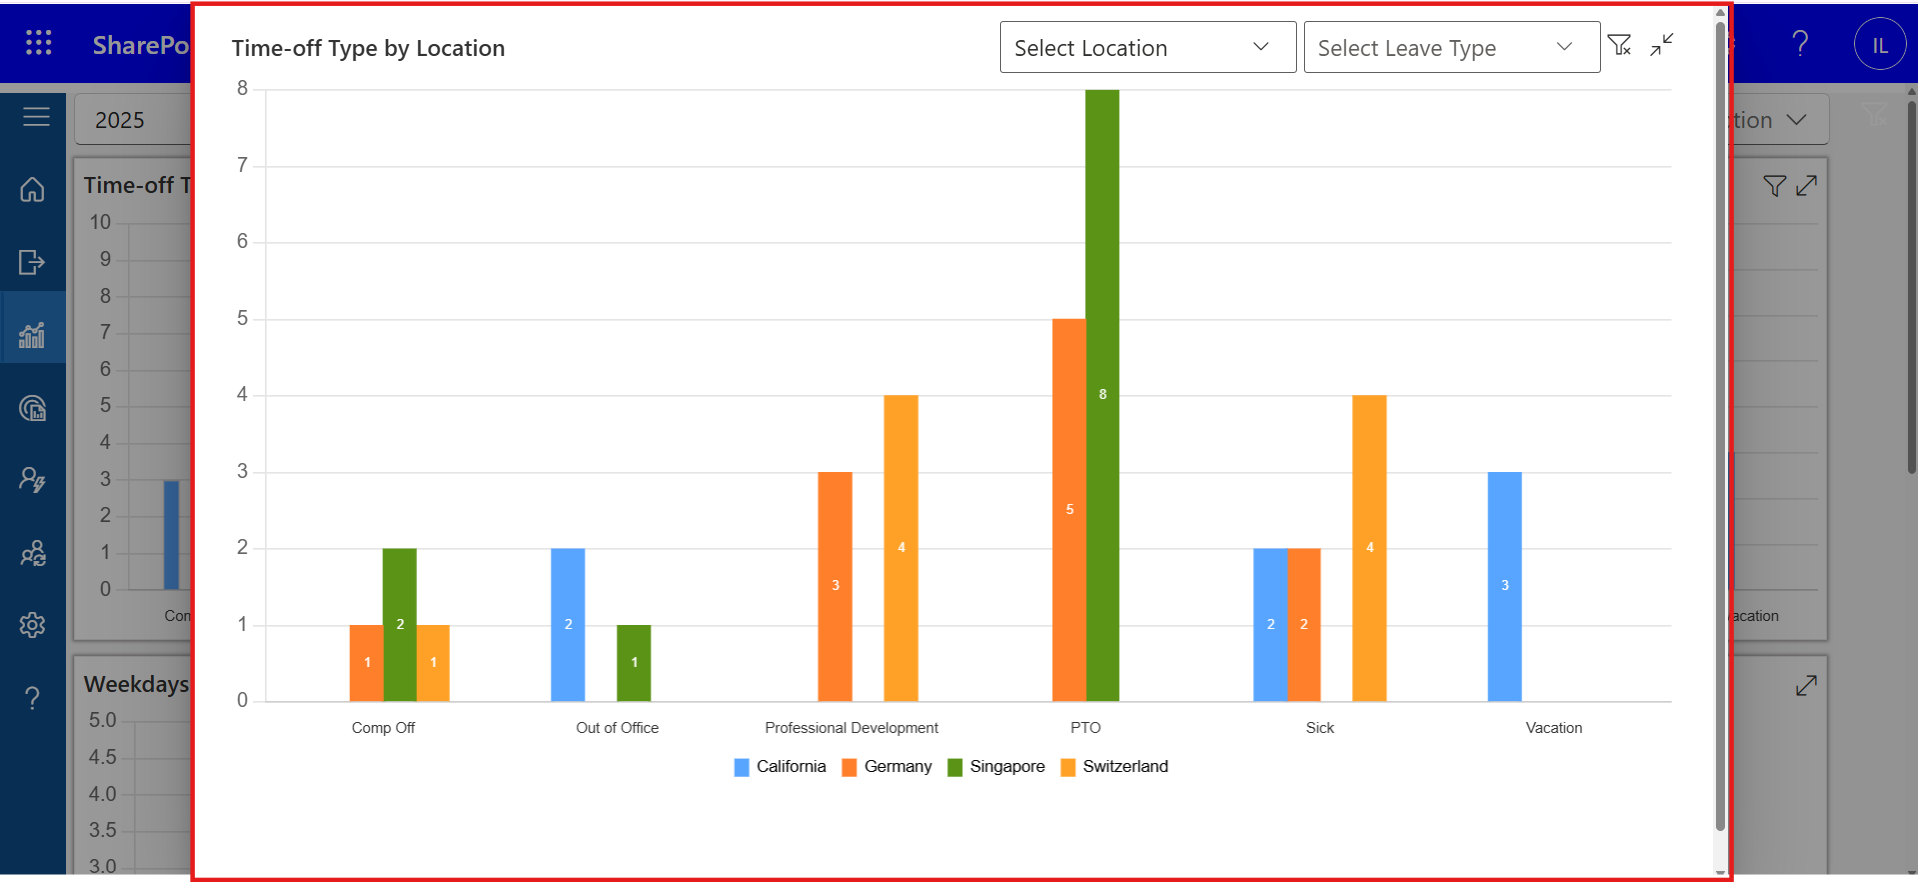 SharePo
Time-off Type by Location
Select Location
Select Leave Type
?
IL
2025
tion
Time-off T
10
9
8
7
6
5
4
3
2
1
0
Con
acation
8
7
6
5
4
3
2
1
0
1
2
1
2
1
3
4
5
8
2
2
4
3
Comp Off
Out of Office
Professional Development
PTO
Sick
Vacation
California
Germany
Singapore
Switzerland
Weekdays
5.0
4.5
4.0
3.5
3.0
?